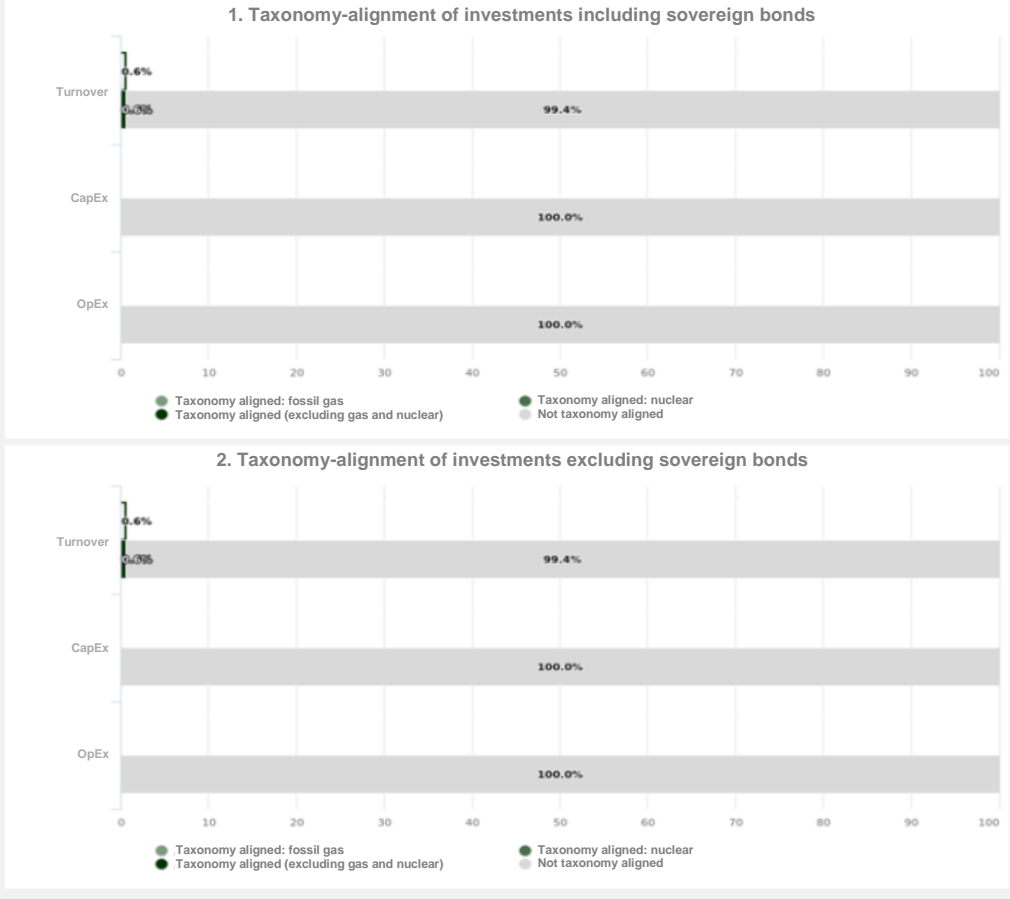 1. Taxonomy-alignment of investments including sovereign bonds
0.6%
Turnover
99.4%
CapEx
100.0%
OpEx
100.0%
0 10 20 30 40 50 60 70 80 90 100
Taxonomy aligned: fossil gas Taxonomy aligned: nuclear
Taxonomy aligned (excluding gas and nuclear) Not taxonomy aligned
2. Taxonomy-alignment of investments excluding sovereign bonds
0.6%
Turnover
99.4%
CapEx
100.0%
OpEx
100.0%
0 10 20 30 40 50 60 70 80 90 100
Taxonomy aligned: fossil gas Taxonomy aligned: nuclear
Taxonomy aligned (excluding gas and nuclear) Not taxonomy aligned